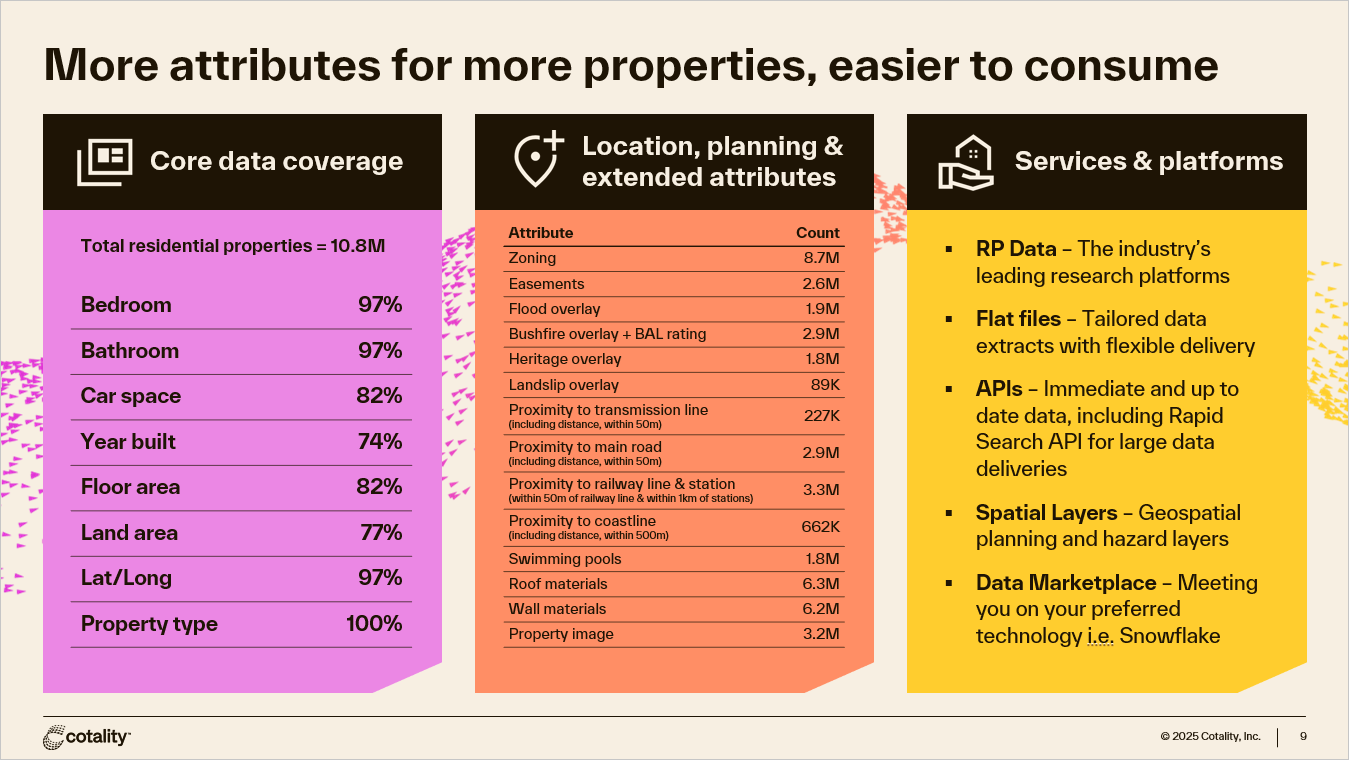 More attributes for more properties, easier to consume
Core data coverage
Total residential properties = 10.8M
Bedroom 97%
Bathroom 97%
Car space 82%
Year built 74%
Floor area 82%
Land area 77%
Lat/Long 97%
Property type 100%
Location, planning &
extended attributes
Attribute Count
Zoning 8.7M
Easements 2.6M
Flood overlay 1.9M
Bushfire overlay + BAL rating 2.9M
Heritage overlay 1.8M
Landslip overlay 89K
Proximity to transmission line 227K
(including distance, within 50m)
Proximity to main road 2.9M
(including distance, within 50m)
Proximity to railway line & station 3.3M
(within 50m of railway line & within 1km of stations)
Proximity to coastline 662K
(including distance, within 500m)
Swimming pools 1.8M
Roof materials 6.3M
Wall materials 6.2M
Property image 3.2M
Services & platforms
▪ RP Data – The industry’s
leading research platforms
▪ Flat files – Tailored data
extracts with flexible delivery
▪ APIs – Immediate and up to
date data, including Rapid
Search API for large data
deliveries
▪ Spatial Layers – Geospatial
planning and hazard layers
▪ Data Marketplace – Meeting
you on your preferred
technology i.e. Snowflake
cotality™
© 2025 Cotality, Inc. 9